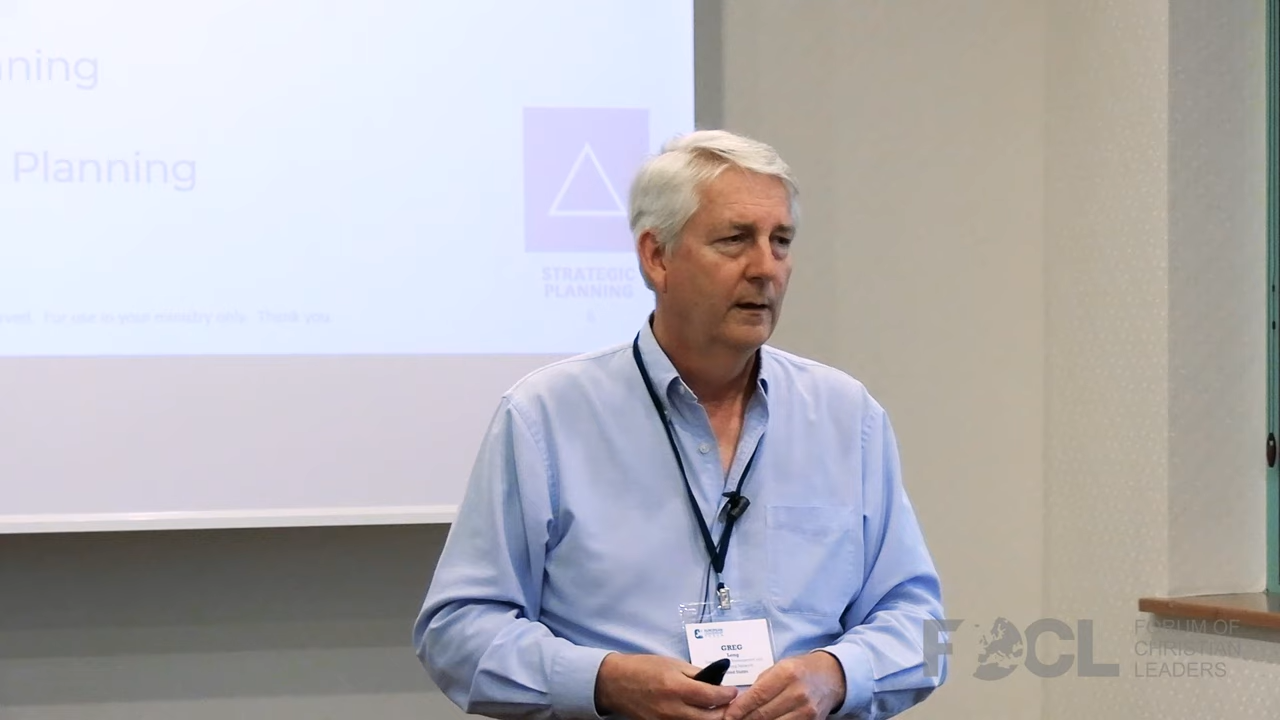 nning
Planning
STRATEGIC
PLANNING
For use in your ministry only. Thank you.
GREG
FOCL
FORUM OF
CHRISTIAN
LEADERS